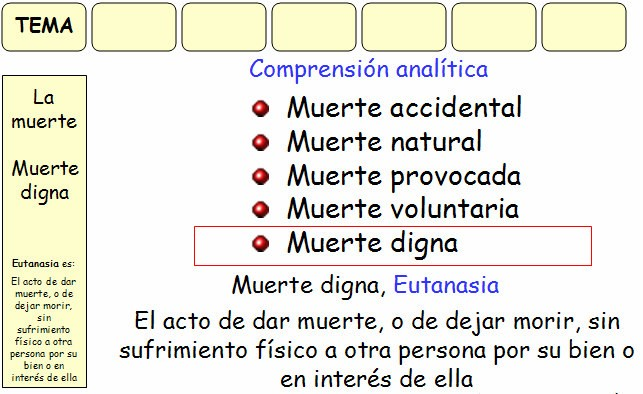 TEMA
La
muerte
Muerte
digna
Eutanasia es:
El acto de dar
muerte, o de
dejar morir,
sin
sufrimiento
físico a otra
persona por su
bien o en
interés de ella
Comprensión analítica
Muerte accidental
Muerte natural
Muerte provocada
Muerte voluntaria
Muerte digna
Muerte digna, Eutanasia
El acto de dar muerte, o de dejar morir, sin
sufrimiento físico a otra persona por su bien o
en interés de ella